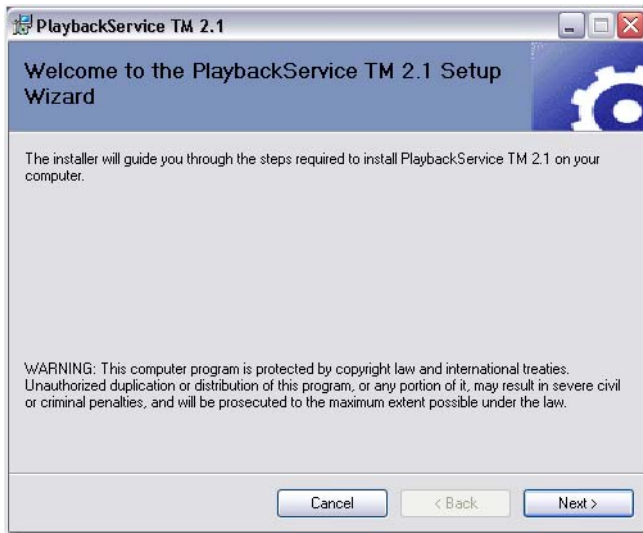 PlaybackService TM 2.1
Welcome to the PlaybackService TM 2.1 Setup
Wizard
The installer will guide you through the steps required to install PlaybackService TM 2.1 on your
computer.
WARNING: This computer program is protected by copyright law and international treaties.
Unauthorized duplication or distribution of this program, or any portion of it, may result in severe civil
or criminal penalties, and will be prosecuted to the maximum extent possible under the law.
Cancel
< Back
Next >